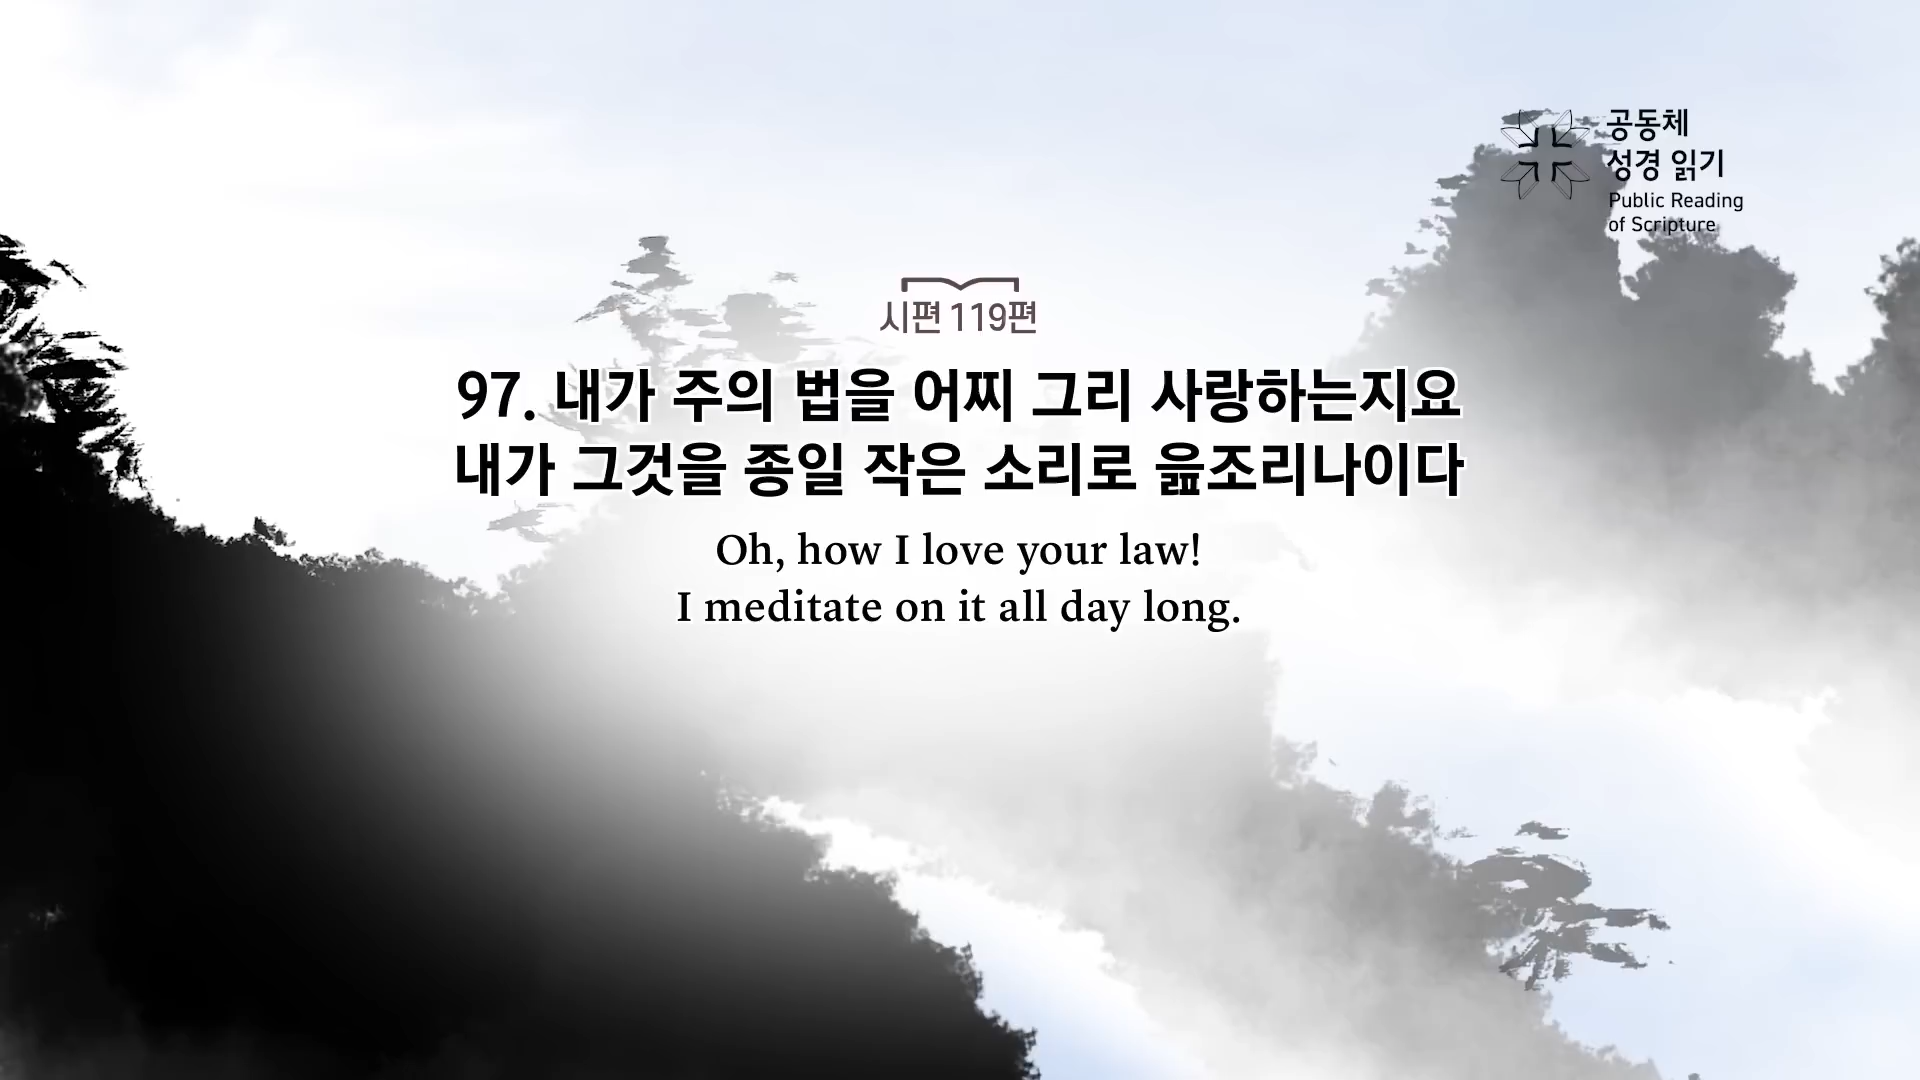 공동체
성경 읽기
Public Reading
of Scripture
시편 119편
97. 내가 주의 법을 어찌 그리 사랑하는지요
내가 그것을 종일 작은 소리로 읊조리나이다
Oh, how I love your law!
I meditate on it all day long.